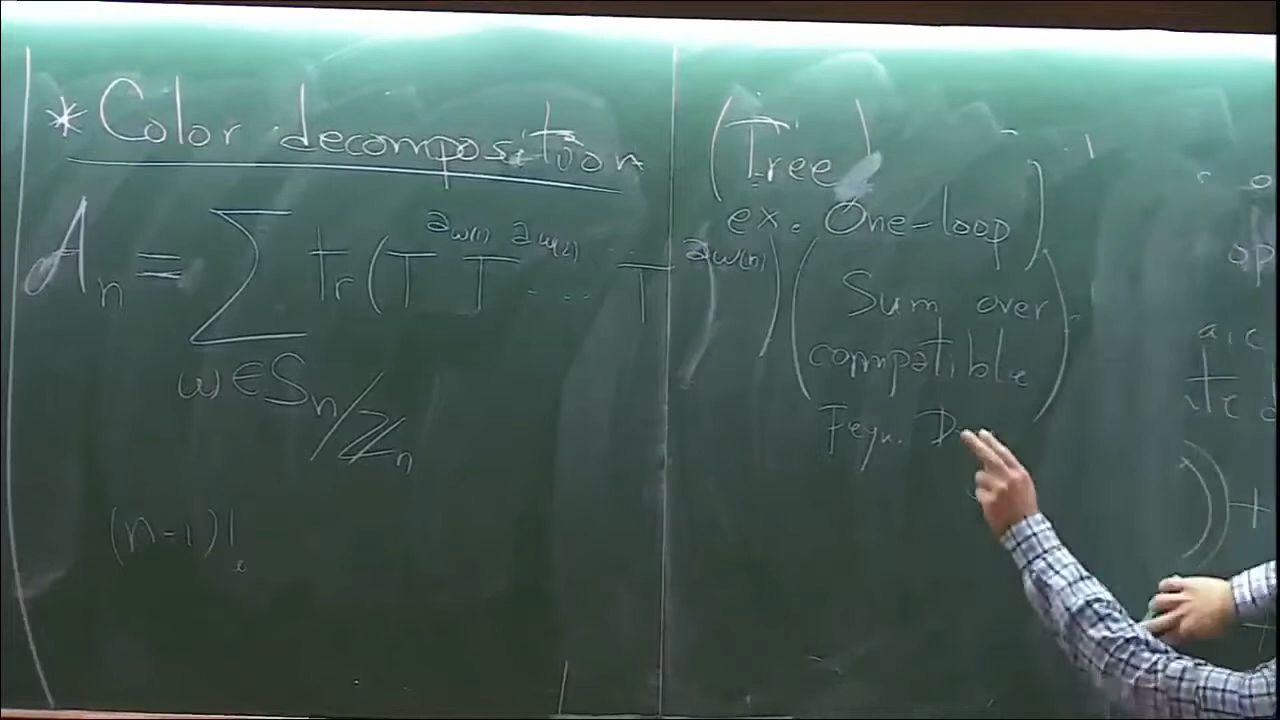 * Color decomposition
(Tree)
ex. One-loop)
𝒜_n = ∑_{ω∈S_n/ℤ_n} tr(T^{a_{ω(1)}} T^{a_{ω(2)}} ... T^{a_{ω(n)}})
(Sum over
compatible
Feyn. D
(n-1)!